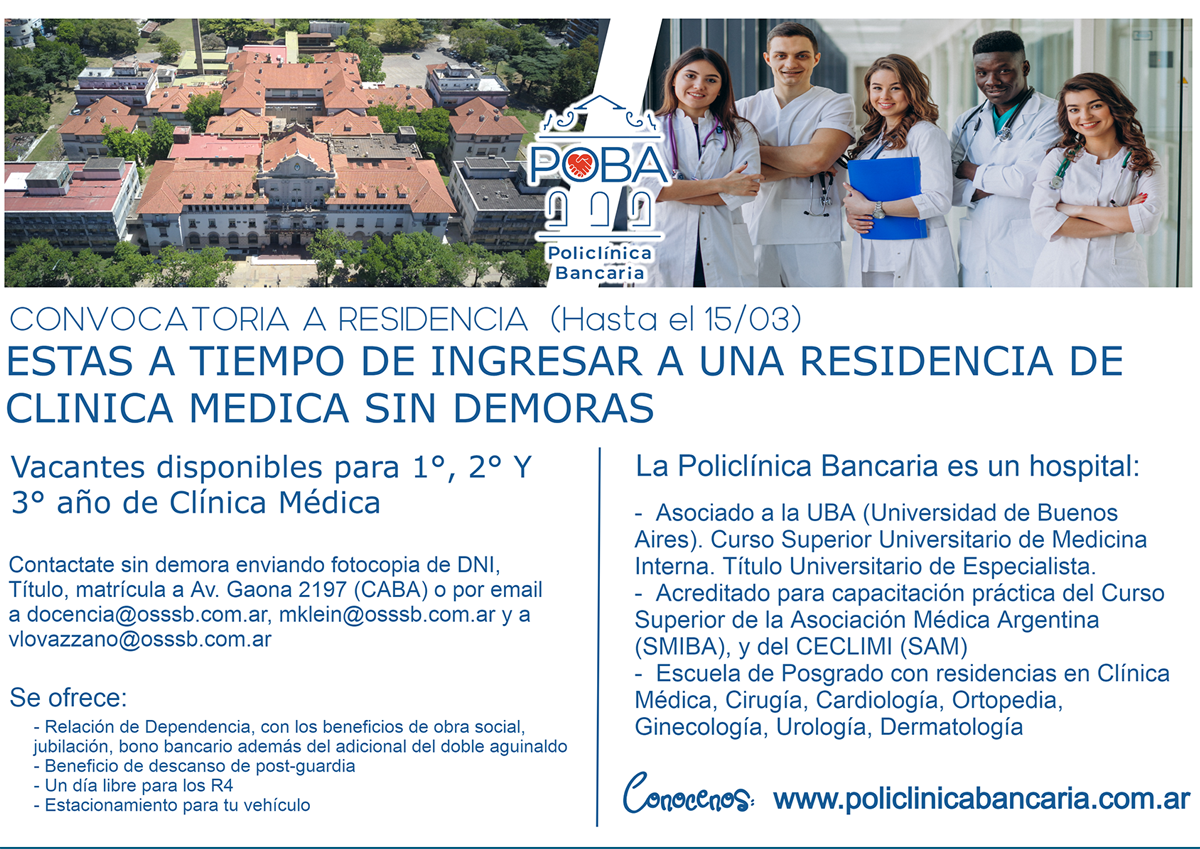 POBA
Policlínica
Bancaria
CONVOCATORIA A RESIDENCIA (Hasta el 15/03)
ESTAS A TIEMPO DE INGRESAR A UNA RESIDENCIA DE
CLINICA MEDICA SIN DEMORAS
Vacantes disponibles para 1°, 2° Y
3° año de Clínica Médica
Contactate sin demora enviando fotocopia de DNI,
Título, matrícula a Av. Gaona 2197 (CABA) o por email
a docencia@osssb.com.ar, mklein@osssb.com.ar y a
vlovazzano@osssb.com.ar
Se ofrece:
- Relación de Dependencia, con los beneficios de obra social,
jubilación, bono bancario además del adicional del doble aguinaldo
- Beneficio de descanso de post-guardia
- Un día libre para los R4
- Estacionamiento para tu vehículo
La Policlínica Bancaria es un hospital:
- Asociado a la UBA (Universidad de Buenos
Aires). Curso Superior Universitario de Medicina
Interna. Título Universitario de Especialista.
- Acreditado para capacitación práctica del Curso
Superior de la Asociación Médica Argentina
(SMIBA), y del CECLIMI (SAM)
- Escuela de Posgrado con residencias en Clínica
Médica, Cirugía, Cardiología, Ortopedia,
Ginecología, Urología, Dermatología
Conocenos: www.policlinicabancaria.com.ar